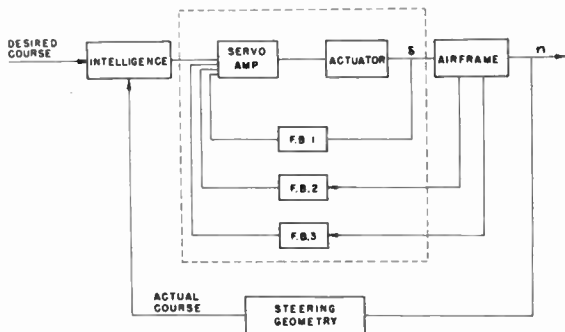 DESIRED
COURSE
INTELLIGENCE
SERVO
AMP
ACTUATOR
δ
AIRFRAME
n
F.B.1
F.B.2
F.B.3
ACTUAL
COURSE
STEERING
GEOMETRY